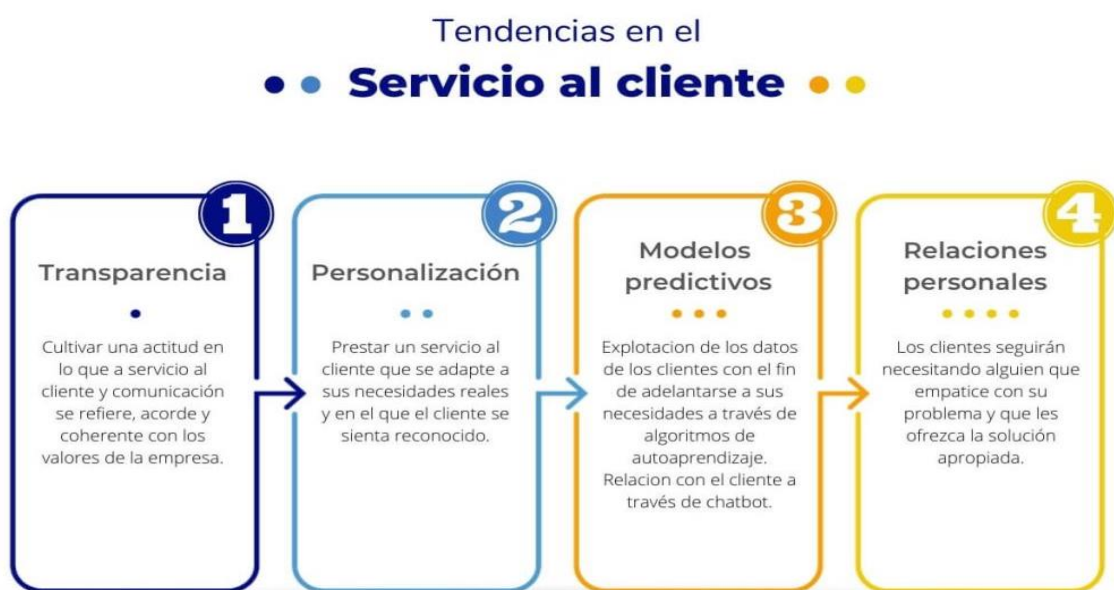 Tendencias en el
Servicio al cliente
1
Transparencia
Cultivar una actitud en
lo que a servicio al
cliente y comunicación
se refiere, acorde y
coherente con los
valores de la empresa.
2
Personalización
Prestar un servicio al
cliente que se adapte a
sus necesidades reales
y en el que el cliente se
sienta reconocido.
3
Modelos
predictivos
Explotacion de los datos
de los clientes con el fin
de adelantarse a sus
necesidades a través de
algoritmos de
autoaprendizaje.
Relacion con el cliente a
través de chatbot.
4
Relaciones
personales
Los clientes seguirán
necesitando alguien que
empatice con su
problema y que les
ofrezca la solución
apropiada.